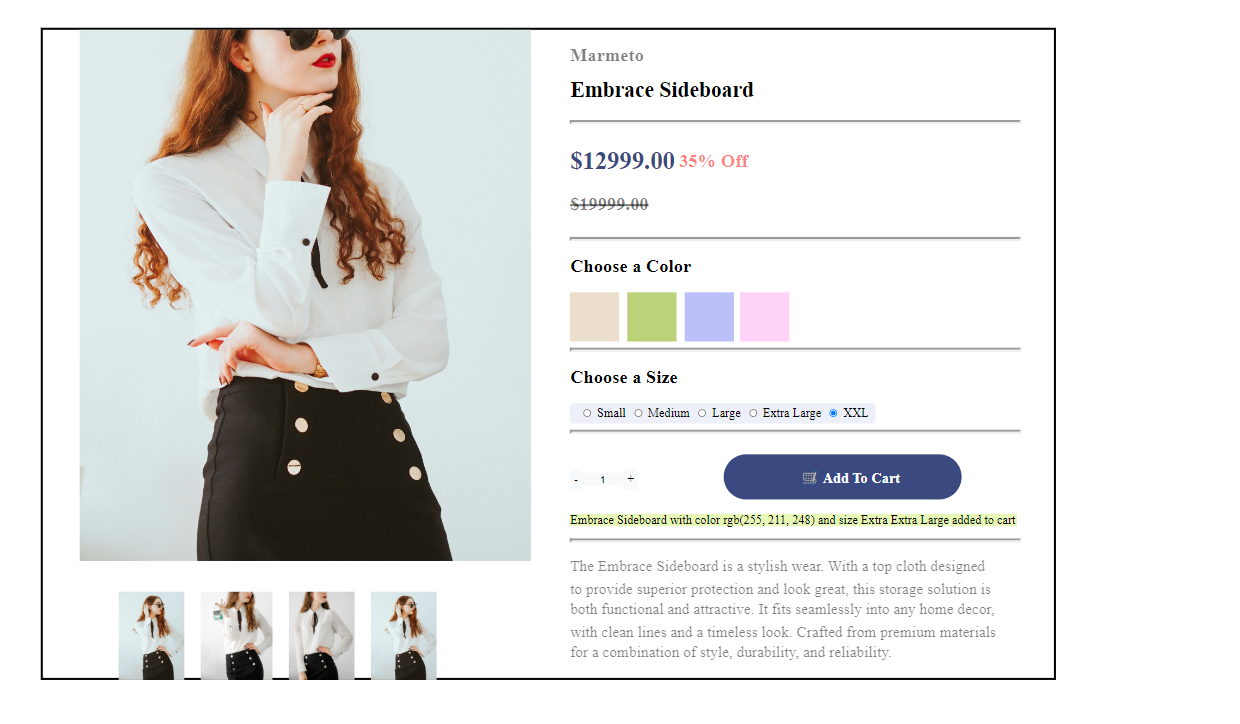 Marmeto
Embrace Sideboard
$12999.00 35% Off
$19999.00
Choose a Color
Choose a Size
Small Medium Large Extra Large XXL
- 1 + Add To Cart
Embrace Sideboard with color rgb(255, 211, 248) and size Extra Extra Large added to cart
The Embrace Sideboard is a stylish wear. With a top cloth designed
to provide superior protection and look great, this storage solution is
both functional and attractive. It fits seamlessly into any home decor,
with clean lines and a timeless look. Crafted from premium materials
for a combination of style, durability, and reliability.